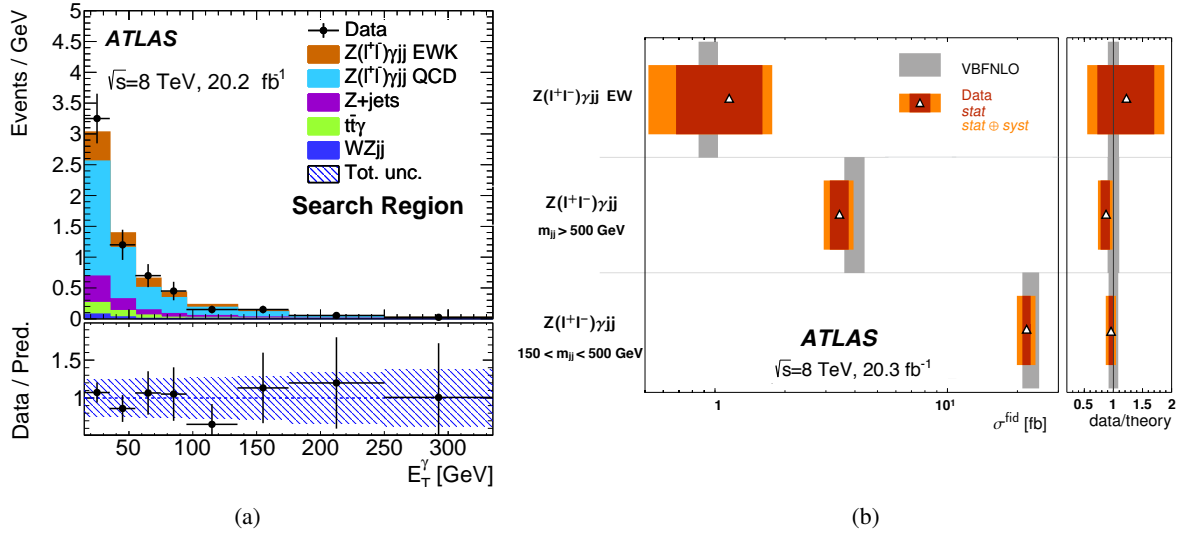 Events / GeV
5
4.5
4
3.5
3
2.5
2
1.5
1
0.5
0
ATLAS
√s=8 TeV, 20.2 fb¹
Data
Z(l⁺l⁻)γjj EWK
Z(l⁺l⁻)γjj QCD
Z+jets
tt̄γ
WZjj
Tot. unc.
Search Region
Data / Pred.
1.5
1
50 100 150 200 250 300
E_T^γ [GeV]
(a)
Z(l⁺l⁻)γjj EW
Z(l⁺l⁻)γjj
m_jj > 500 GeV
Z(l⁺l⁻)γjj
150 < m_jj < 500 GeV
VBFNLO
Data
stat
stat ⊕ syst
ATLAS
√s=8 TeV, 20.3 fb⁻¹
1 10¹
σ^fid [fb]
0.5 1 1.5 2
data/theory
(b)